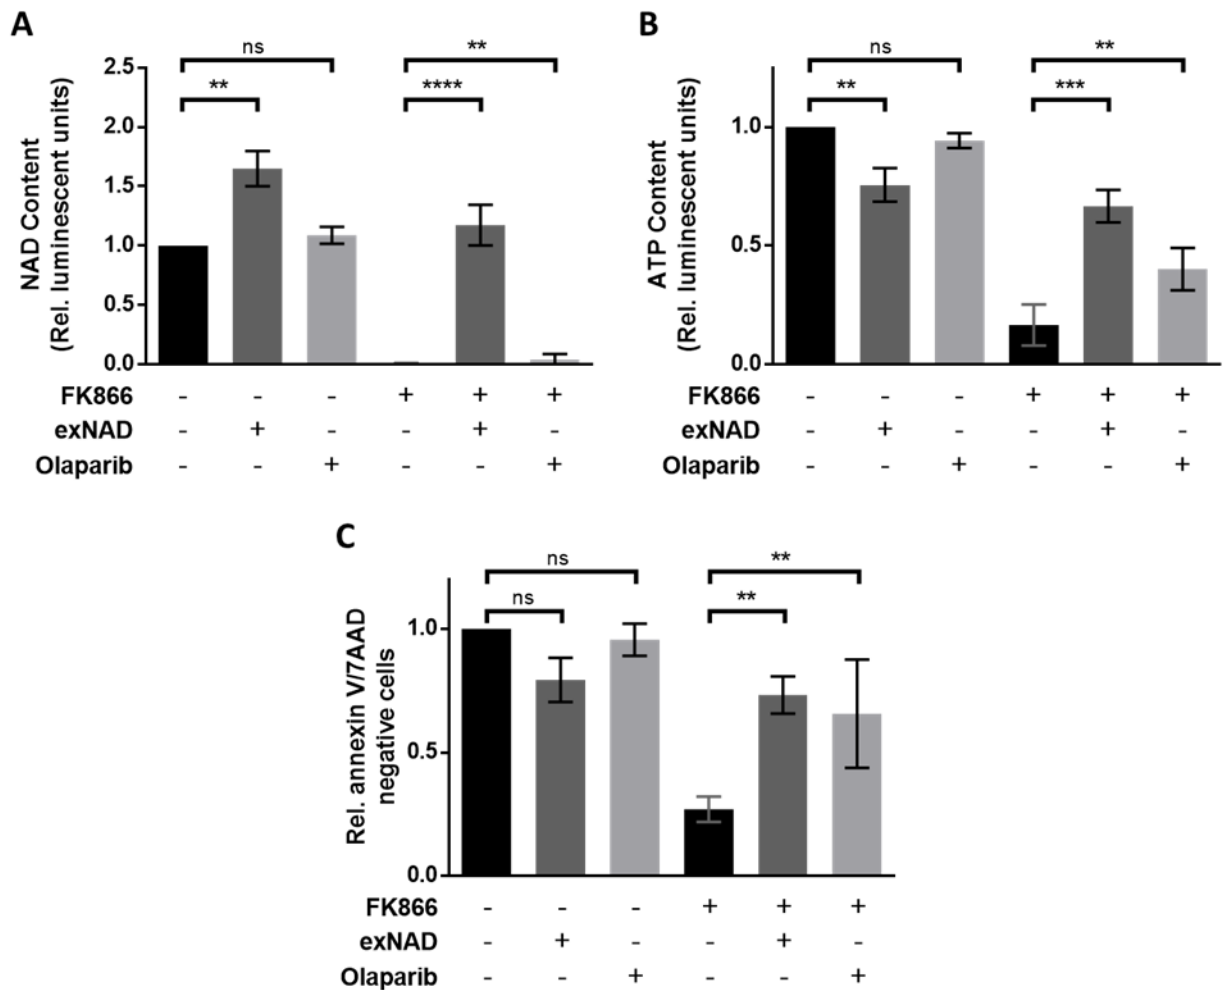 A
ns
**
**
****
2.5
2.0
1.5
1.0
0.5
0.0
NAD Content
(Rel. luminescent units)
FK866 - - - + + +
exNAD - + - - + -
Olaparib - - + - - +
B
ns
**
**
***
1.0
0.5
0.0
ATP Content
(Rel. luminescent units)
FK866 - - - + + +
exNAD - + - - + -
Olaparib - - + - - +
C
ns
**
ns
**
1.0
0.5
0.0
Rel. annexin V/7AAD
negative cells
FK866 - - - + + +
exNAD - + - - + -
Olaparib - - + - - +